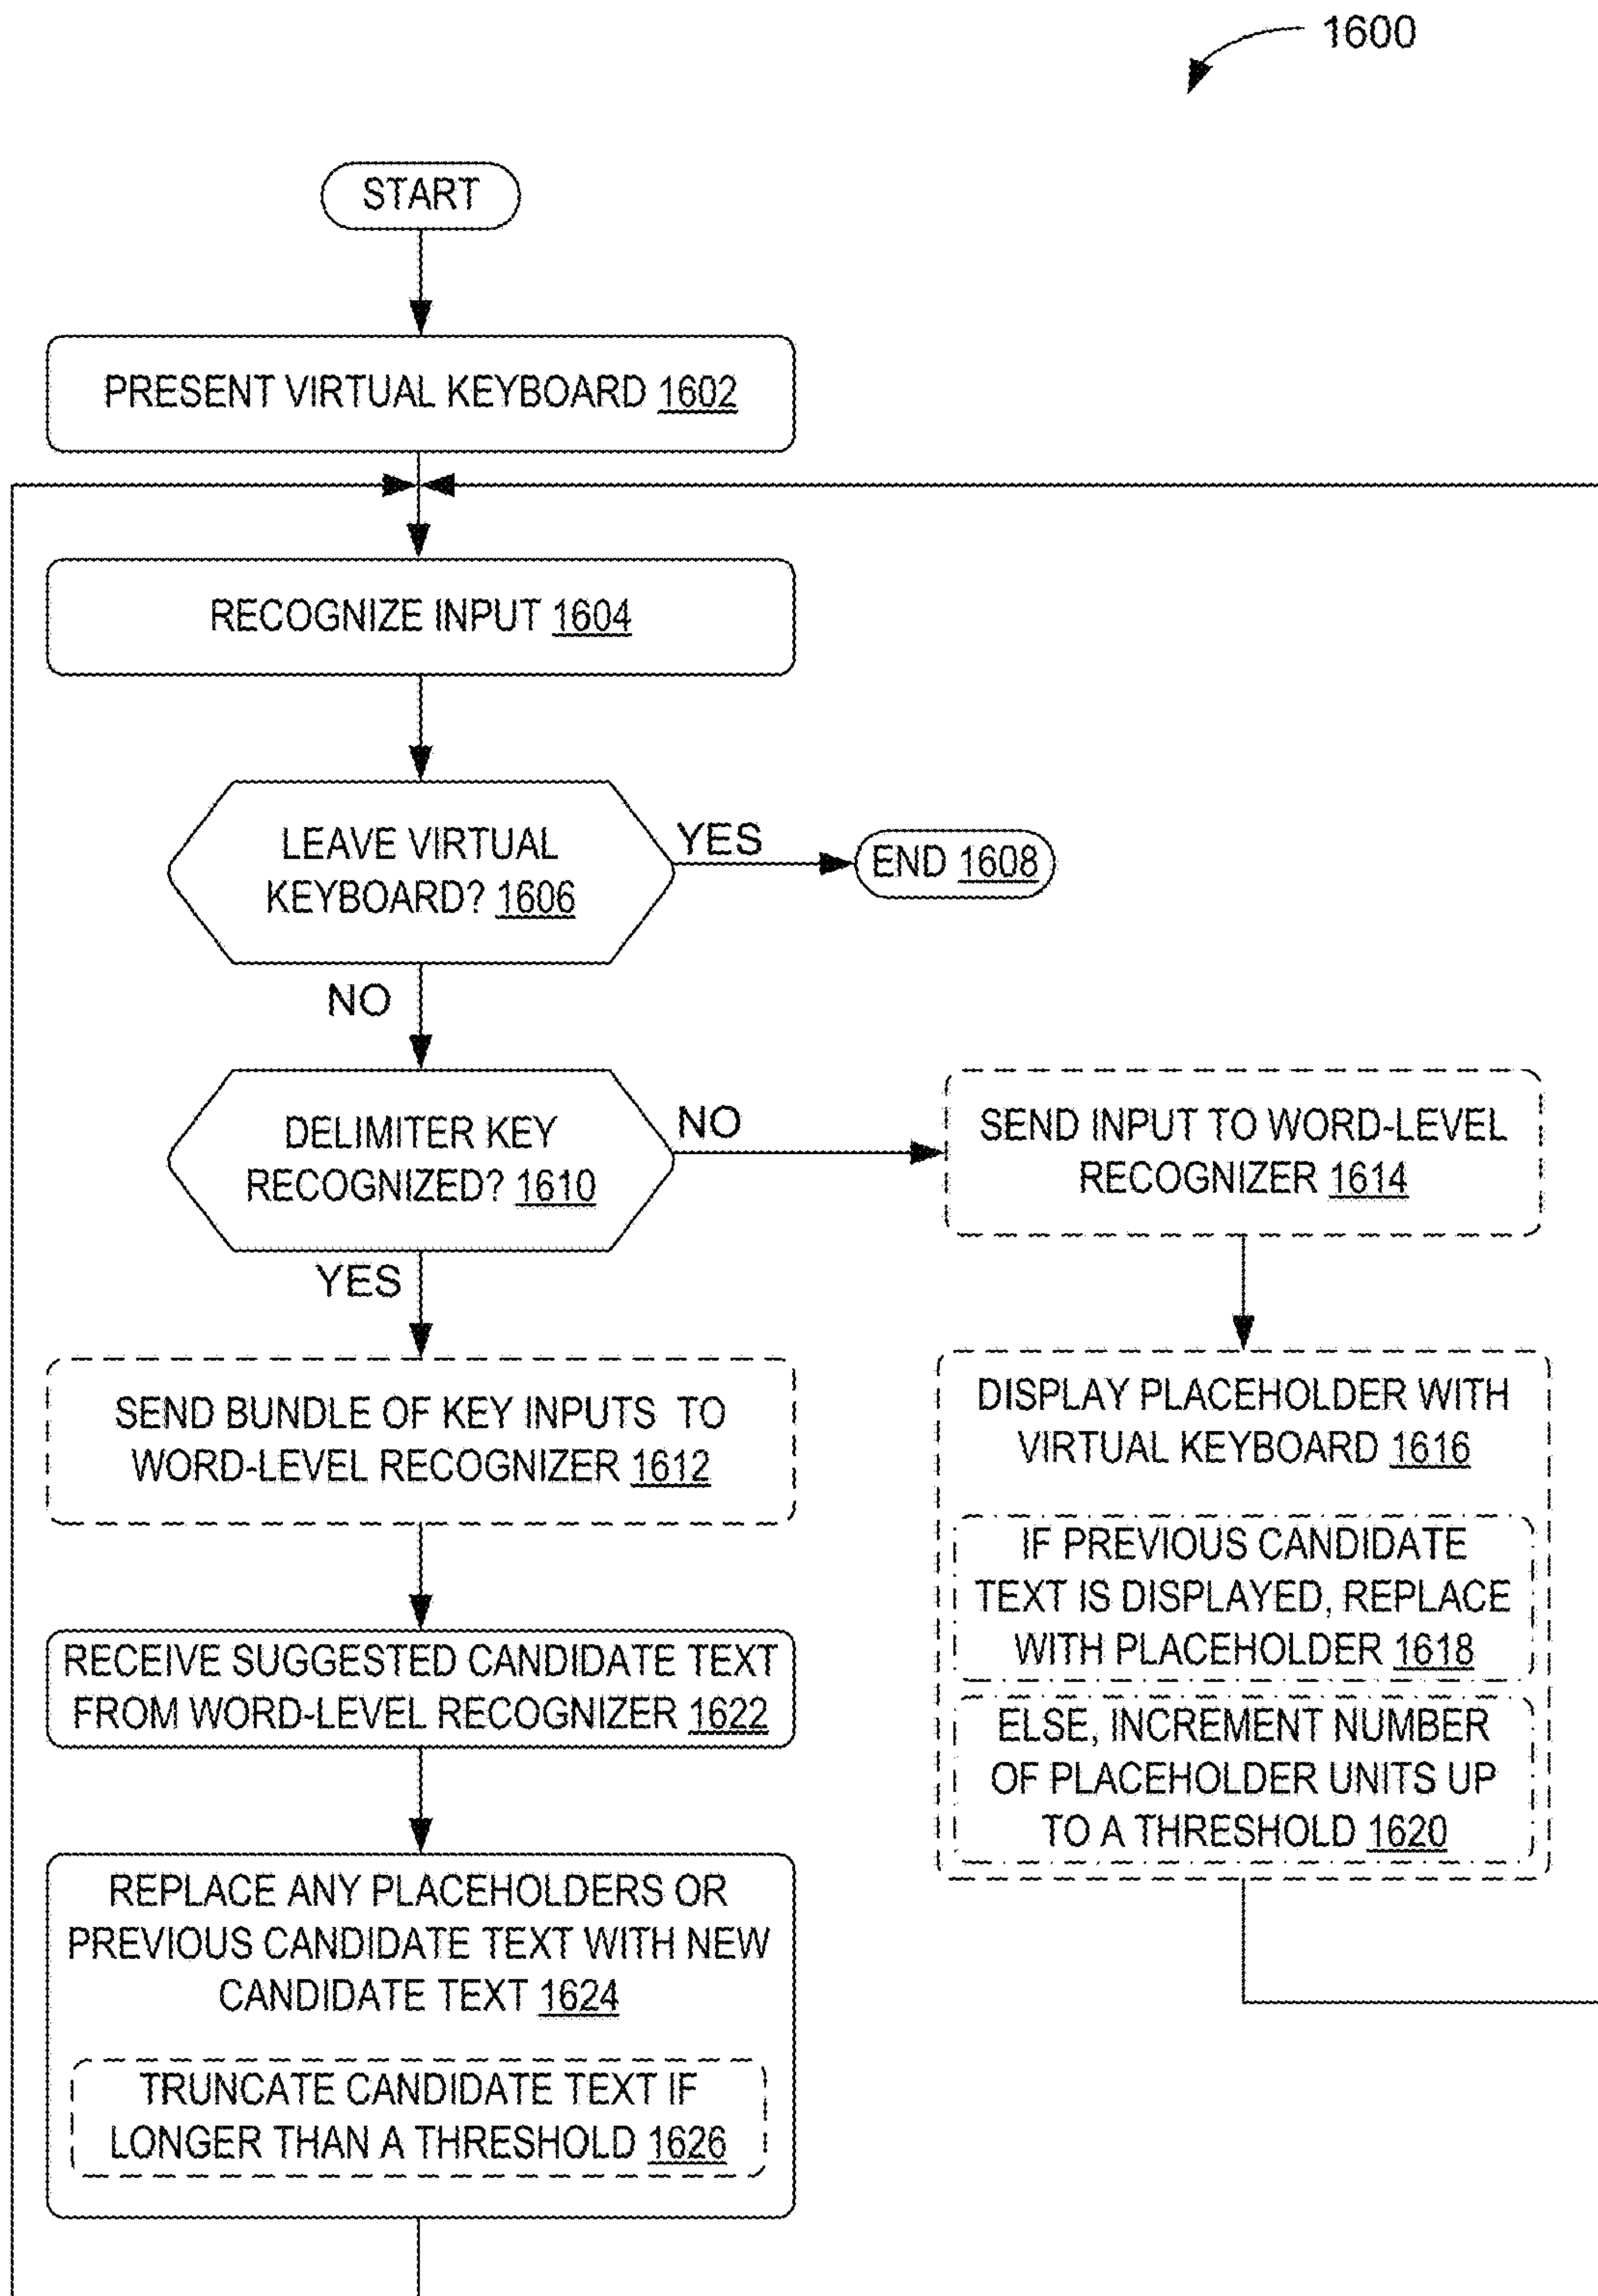 1600
START
PRESENT VIRTUAL KEYBOARD 1602
RECOGNIZE INPUT 1604
LEAVE VIRTUAL
KEYBOARD? 1606
YES
END 1608
NO
DELIMITER KEY
RECOGNIZED? 1610
NO
SEND INPUT TO WORD-LEVEL
RECOGNIZER 1614
YES
SEND BUNDLE OF KEY INPUTS TO
WORD-LEVEL RECOGNIZER 1612
DISPLAY PLACEHOLDER WITH
VIRTUAL KEYBOARD 1616
IF PREVIOUS CANDIDATE
TEXT IS DISPLAYED, REPLACE
WITH PLACEHOLDER 1618
ELSE, INCREMENT NUMBER
OF PLACEHOLDER UNITS UP
TO A THRESHOLD 1620
RECEIVE SUGGESTED CANDIDATE TEXT
FROM WORD-LEVEL RECOGNIZER 1622
REPLACE ANY PLACEHOLDERS OR
PREVIOUS CANDIDATE TEXT WITH NEW
CANDIDATE TEXT 1624
TRUNCATE CANDIDATE TEXT IF
LONGER THAN A THRESHOLD 1626